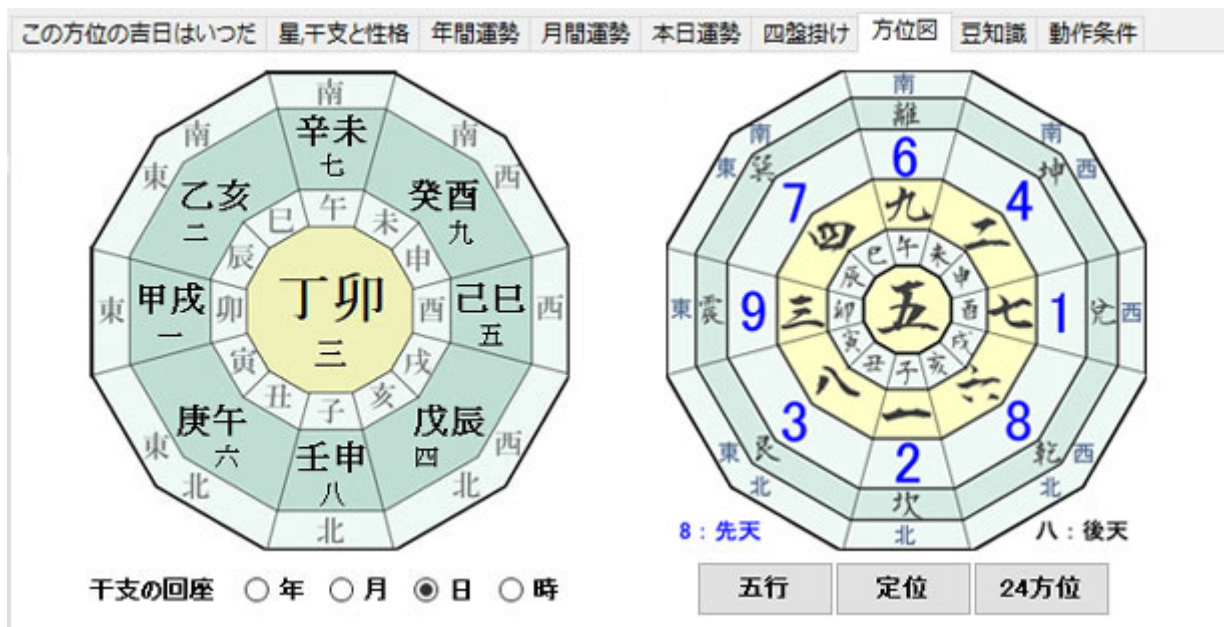 この方位の吉日はいつだ 星,干支と性格 年間運勢 月間運勢 本日運勢 四盤掛け 方位図 豆知識 動作条件
南
南 南
東 西
辛未
七
乙亥
二
癸酉
九
巳 午 未
辰 申
東 甲戌 卯
一
丁卯
三
酉 己巳 西
五
寅 戌
丑 子 亥
庚午
六
戊辰
四
壬申
八
東 西
北 北
北
南
離
南 南
東 巽 坤 西
6
7 4
九
四 二
巳 午 未
辰 申
東 震 9 三 卯 五 酉 七 1 兌 西
寅 戌
丑 子 亥
八 六
一
3 8
2
東 艮 乾 西
北 坎 北
北
8:先天 八:後天
干支の回座 年 月 日 時
五行 定位 24方位